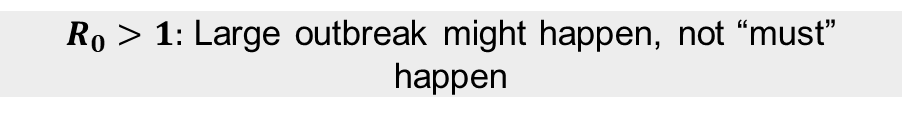 R₀ > 1: Large outbreak might happen, not “must”
happen